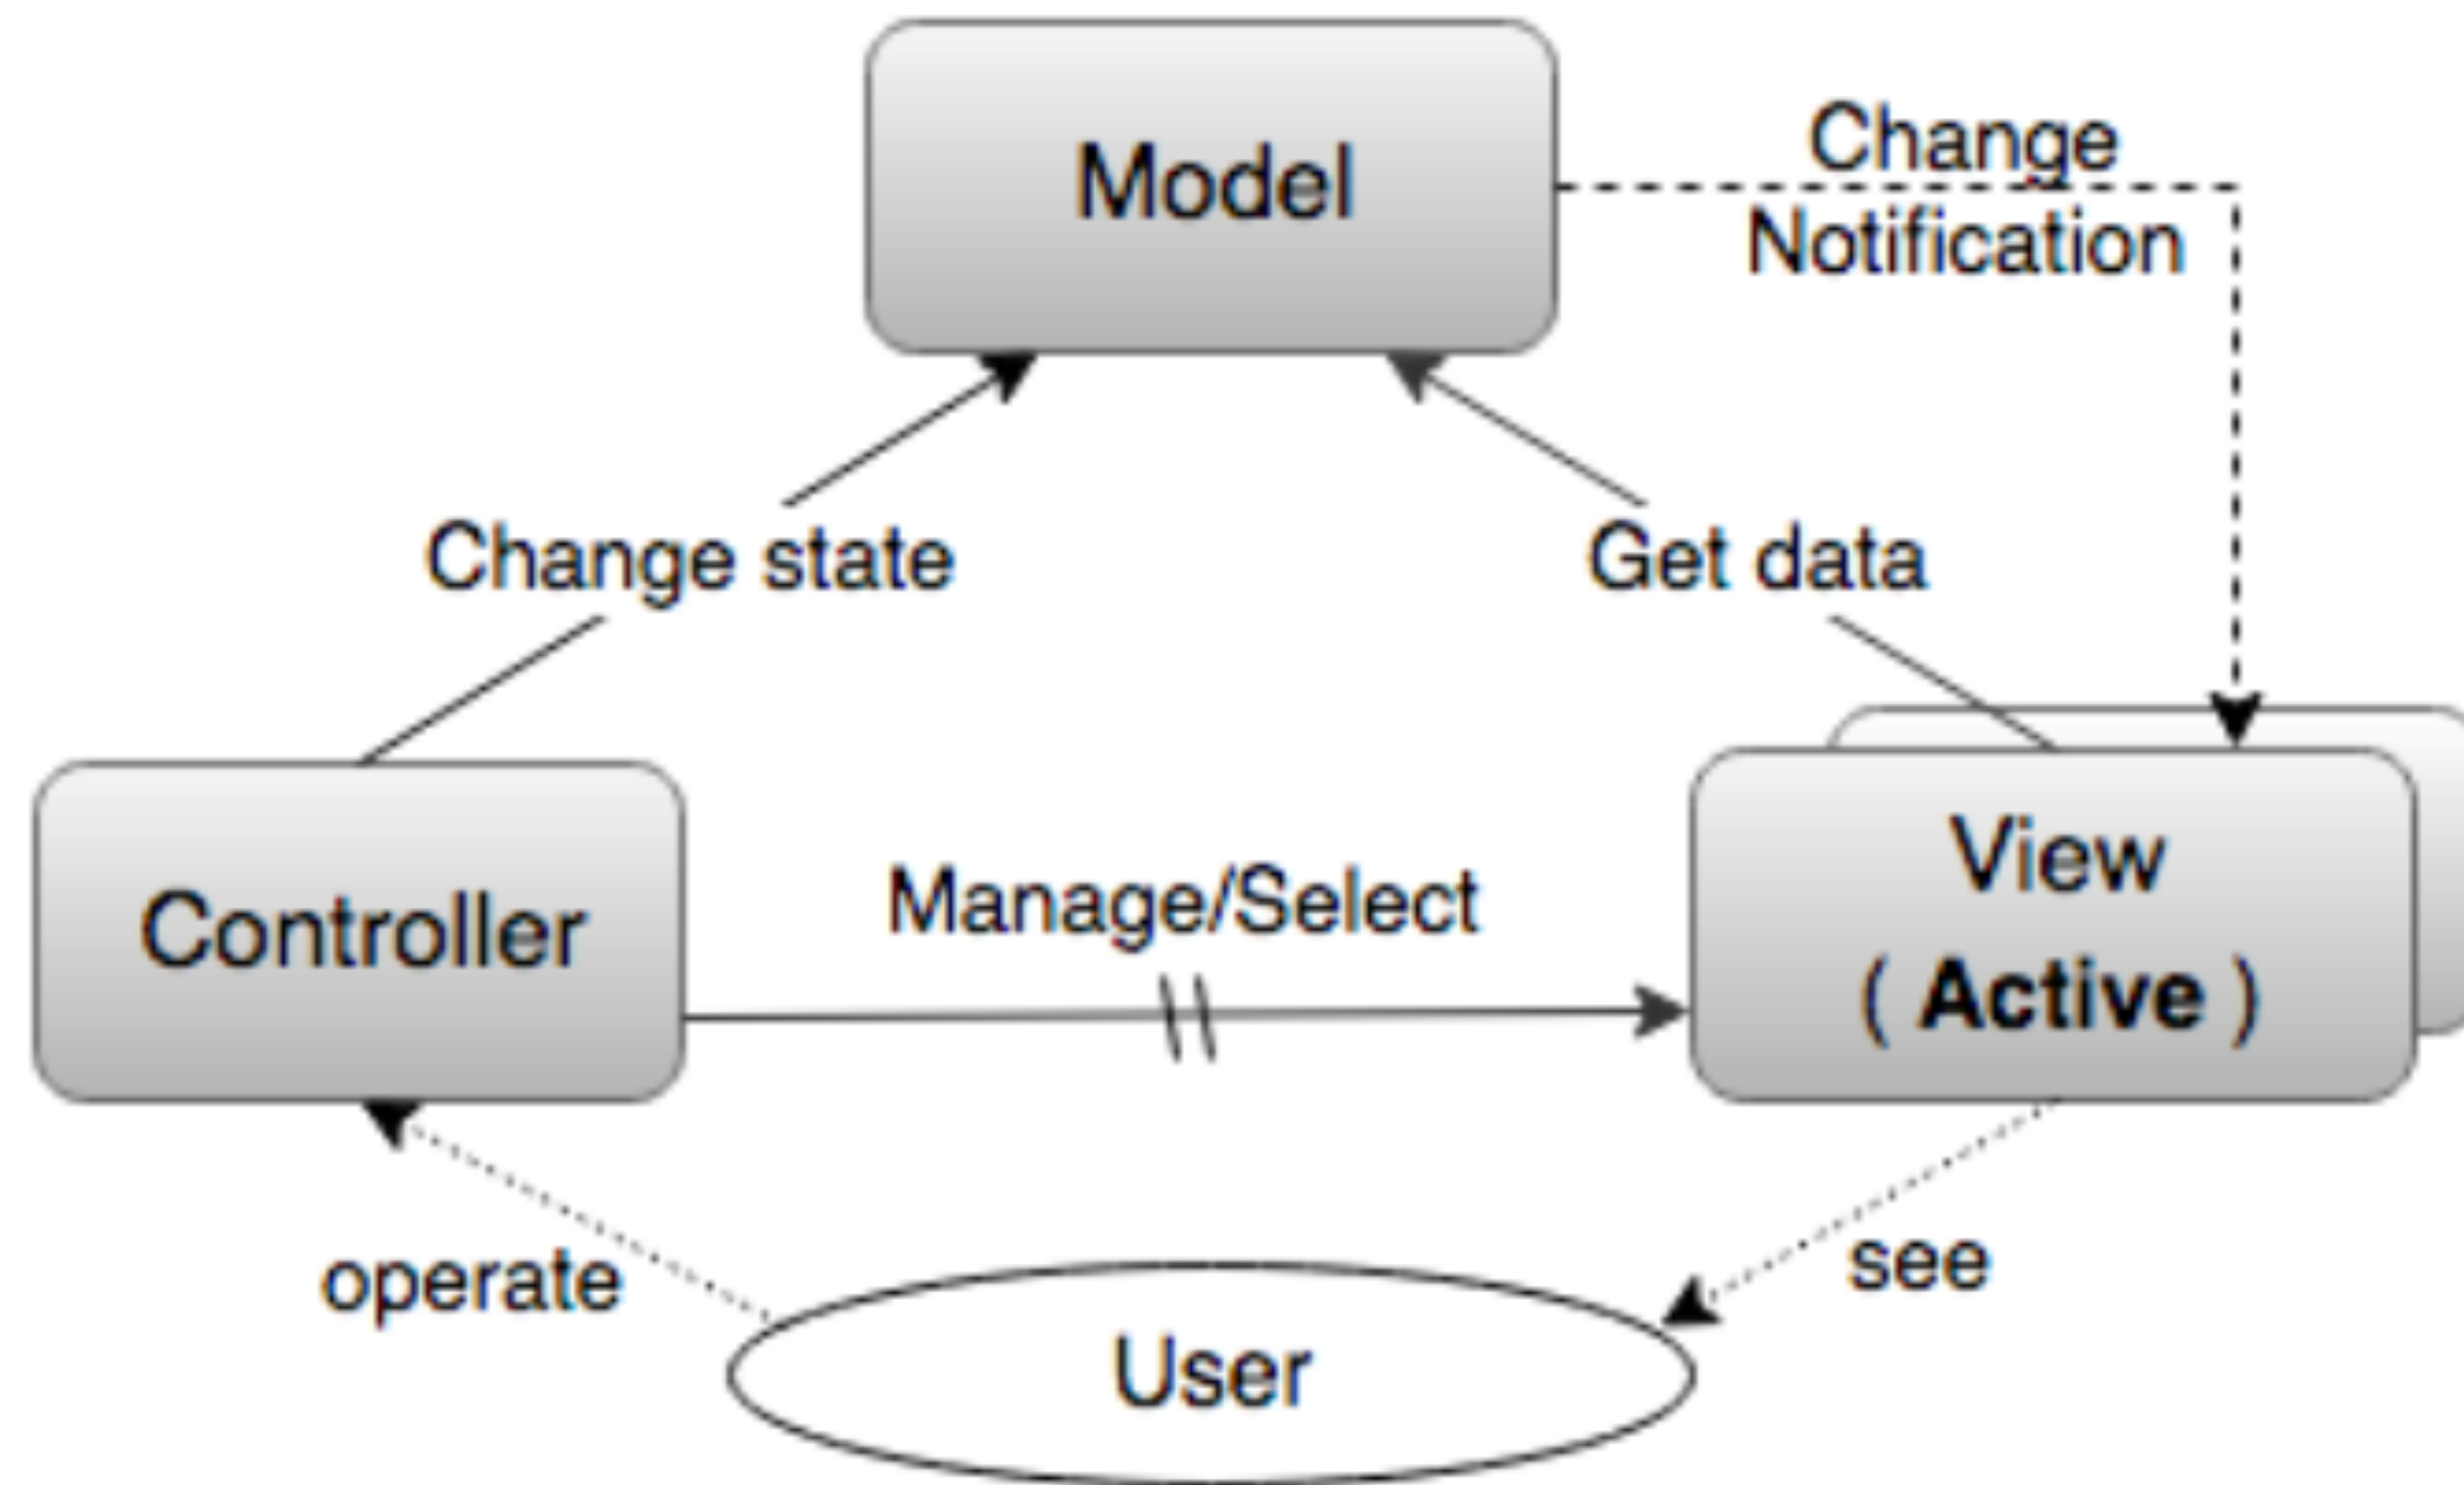 Model
Change
Notification
Change state
Get data
Controller
Manage/Select
View
( Active )
operate
see
User